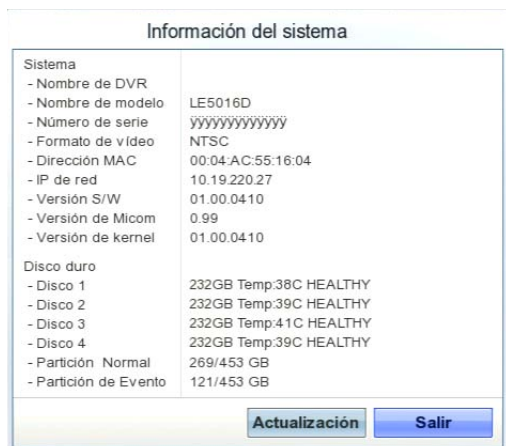 Información del sistema
Sistema
- Nombre de DVR
- Nombre de modelo LE5016D
- Número de serie ÿÿÿÿÿÿÿÿÿÿÿÿÿ
- Formato de vídeo NTSC
- Dirección MAC 00:04:AC:55:16:04
- IP de red 10.19.220.27
- Versión S/W 01.00.0410
- Versión de Micom 0.99
- Versión de kernel 01.00.0410
Disco duro
- Disco 1 232GB Temp:38C HEALTHY
- Disco 2 232GB Temp:39C HEALTHY
- Disco 3 232GB Temp:41C HEALTHY
- Disco 4 232GB Temp:39C HEALTHY
- Partición Normal 269/453 GB
- Partición de Evento 121/453 GB
Actualización Salir